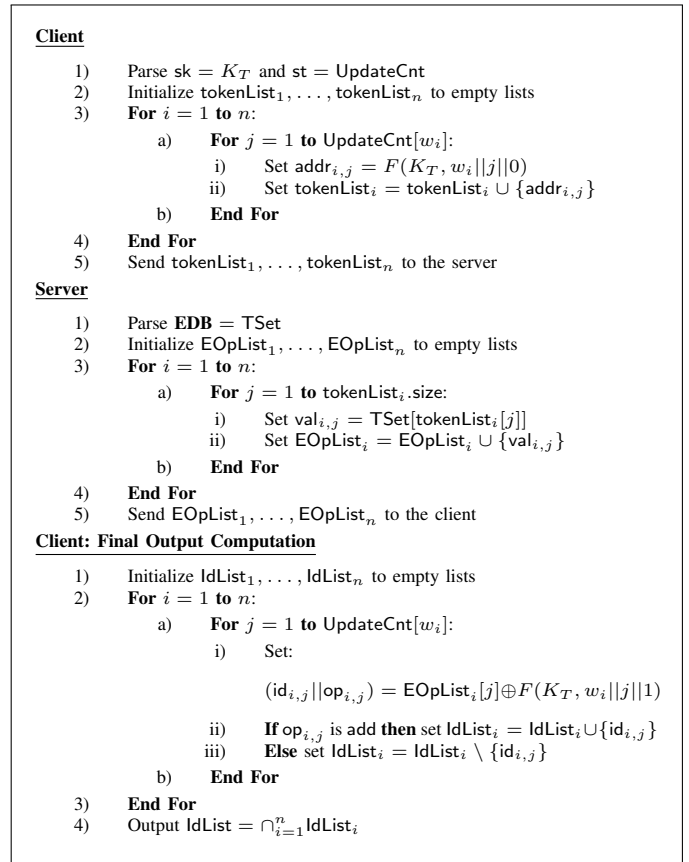 Client
1) Parse sk = K_T and st = UpdateCnt
2) Initialize tokenList_1, . . . , tokenList_n to empty lists
3) For i = 1 to n:
a) For j = 1 to UpdateCnt[w_i]:
i) Set addr_{i,j} = F(K_T, w_i||j||0)
ii) Set tokenList_i = tokenList_i ∪ {addr_{i,j}}
b) End For
4) End For
5) Send tokenList_1, . . . , tokenList_n to the server
Server
1) Parse EDB = TSet
2) Initialize EOpList_1, . . . , EOpList_n to empty lists
3) For i = 1 to n:
a) For j = 1 to tokenList_i.size:
i) Set val_{i,j} = TSet[tokenList_i[j]]
ii) Set EOpList_i = EOpList_i ∪ {val_{i,j}}
b) End For
4) End For
5) Send EOpList_1, . . . , EOpList_n to the client
Client: Final Output Computation
1) Initialize IdList_1, . . . , IdList_n to empty lists
2) For i = 1 to n:
a) For j = 1 to UpdateCnt[w_i]:
i) Set:
(id_{i,j}||op_{i,j}) = EOpList_i[j]⊕F(K_T, w_i||j||1)
ii) If op_{i,j} is add then set IdList_i = IdList_i∪{id_{i,j}}
iii) Else set IdList_i = IdList_i \ {id_{i,j}}
b) End For
3) End For
4) Output IdList = ∩_{i=1}^n IdList_i